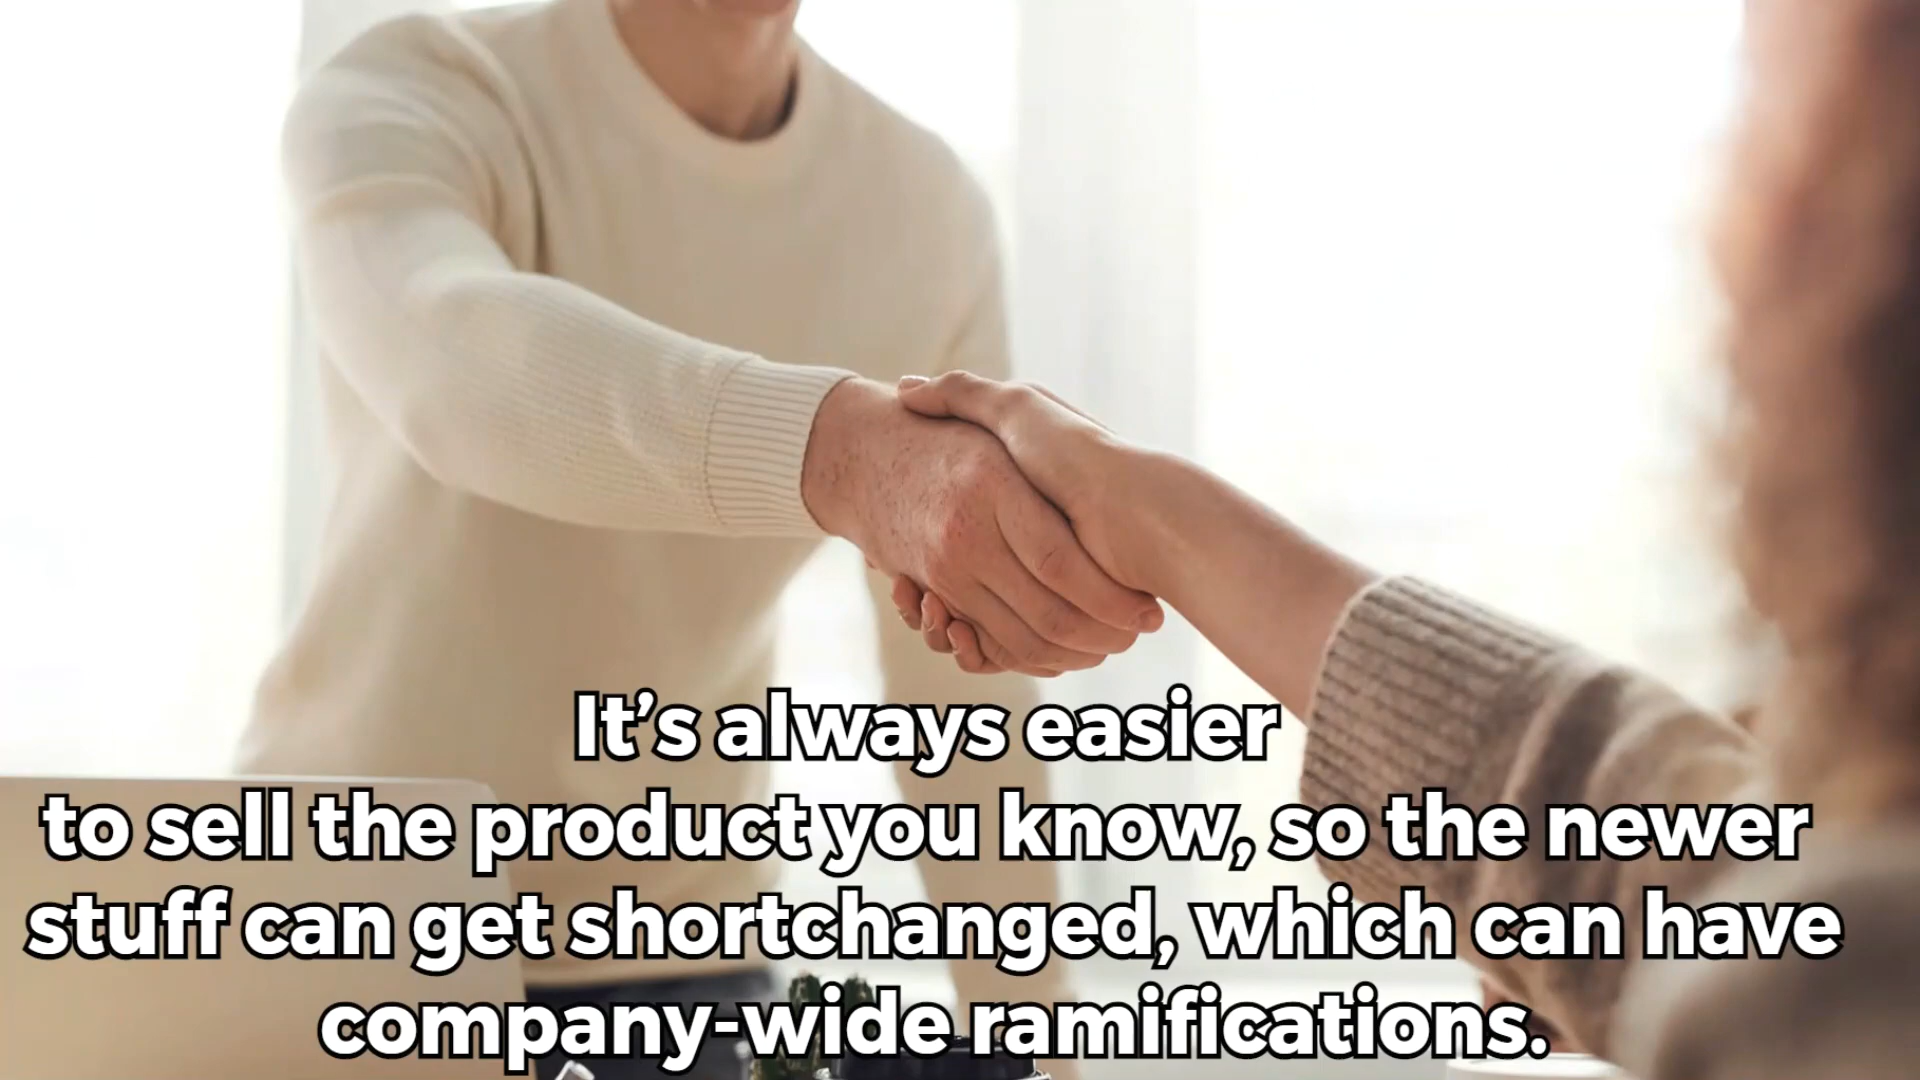 It’s always easier
to sell the product you know, so the newer
stuff can get shortchanged, which can have
company-wide ramifications.